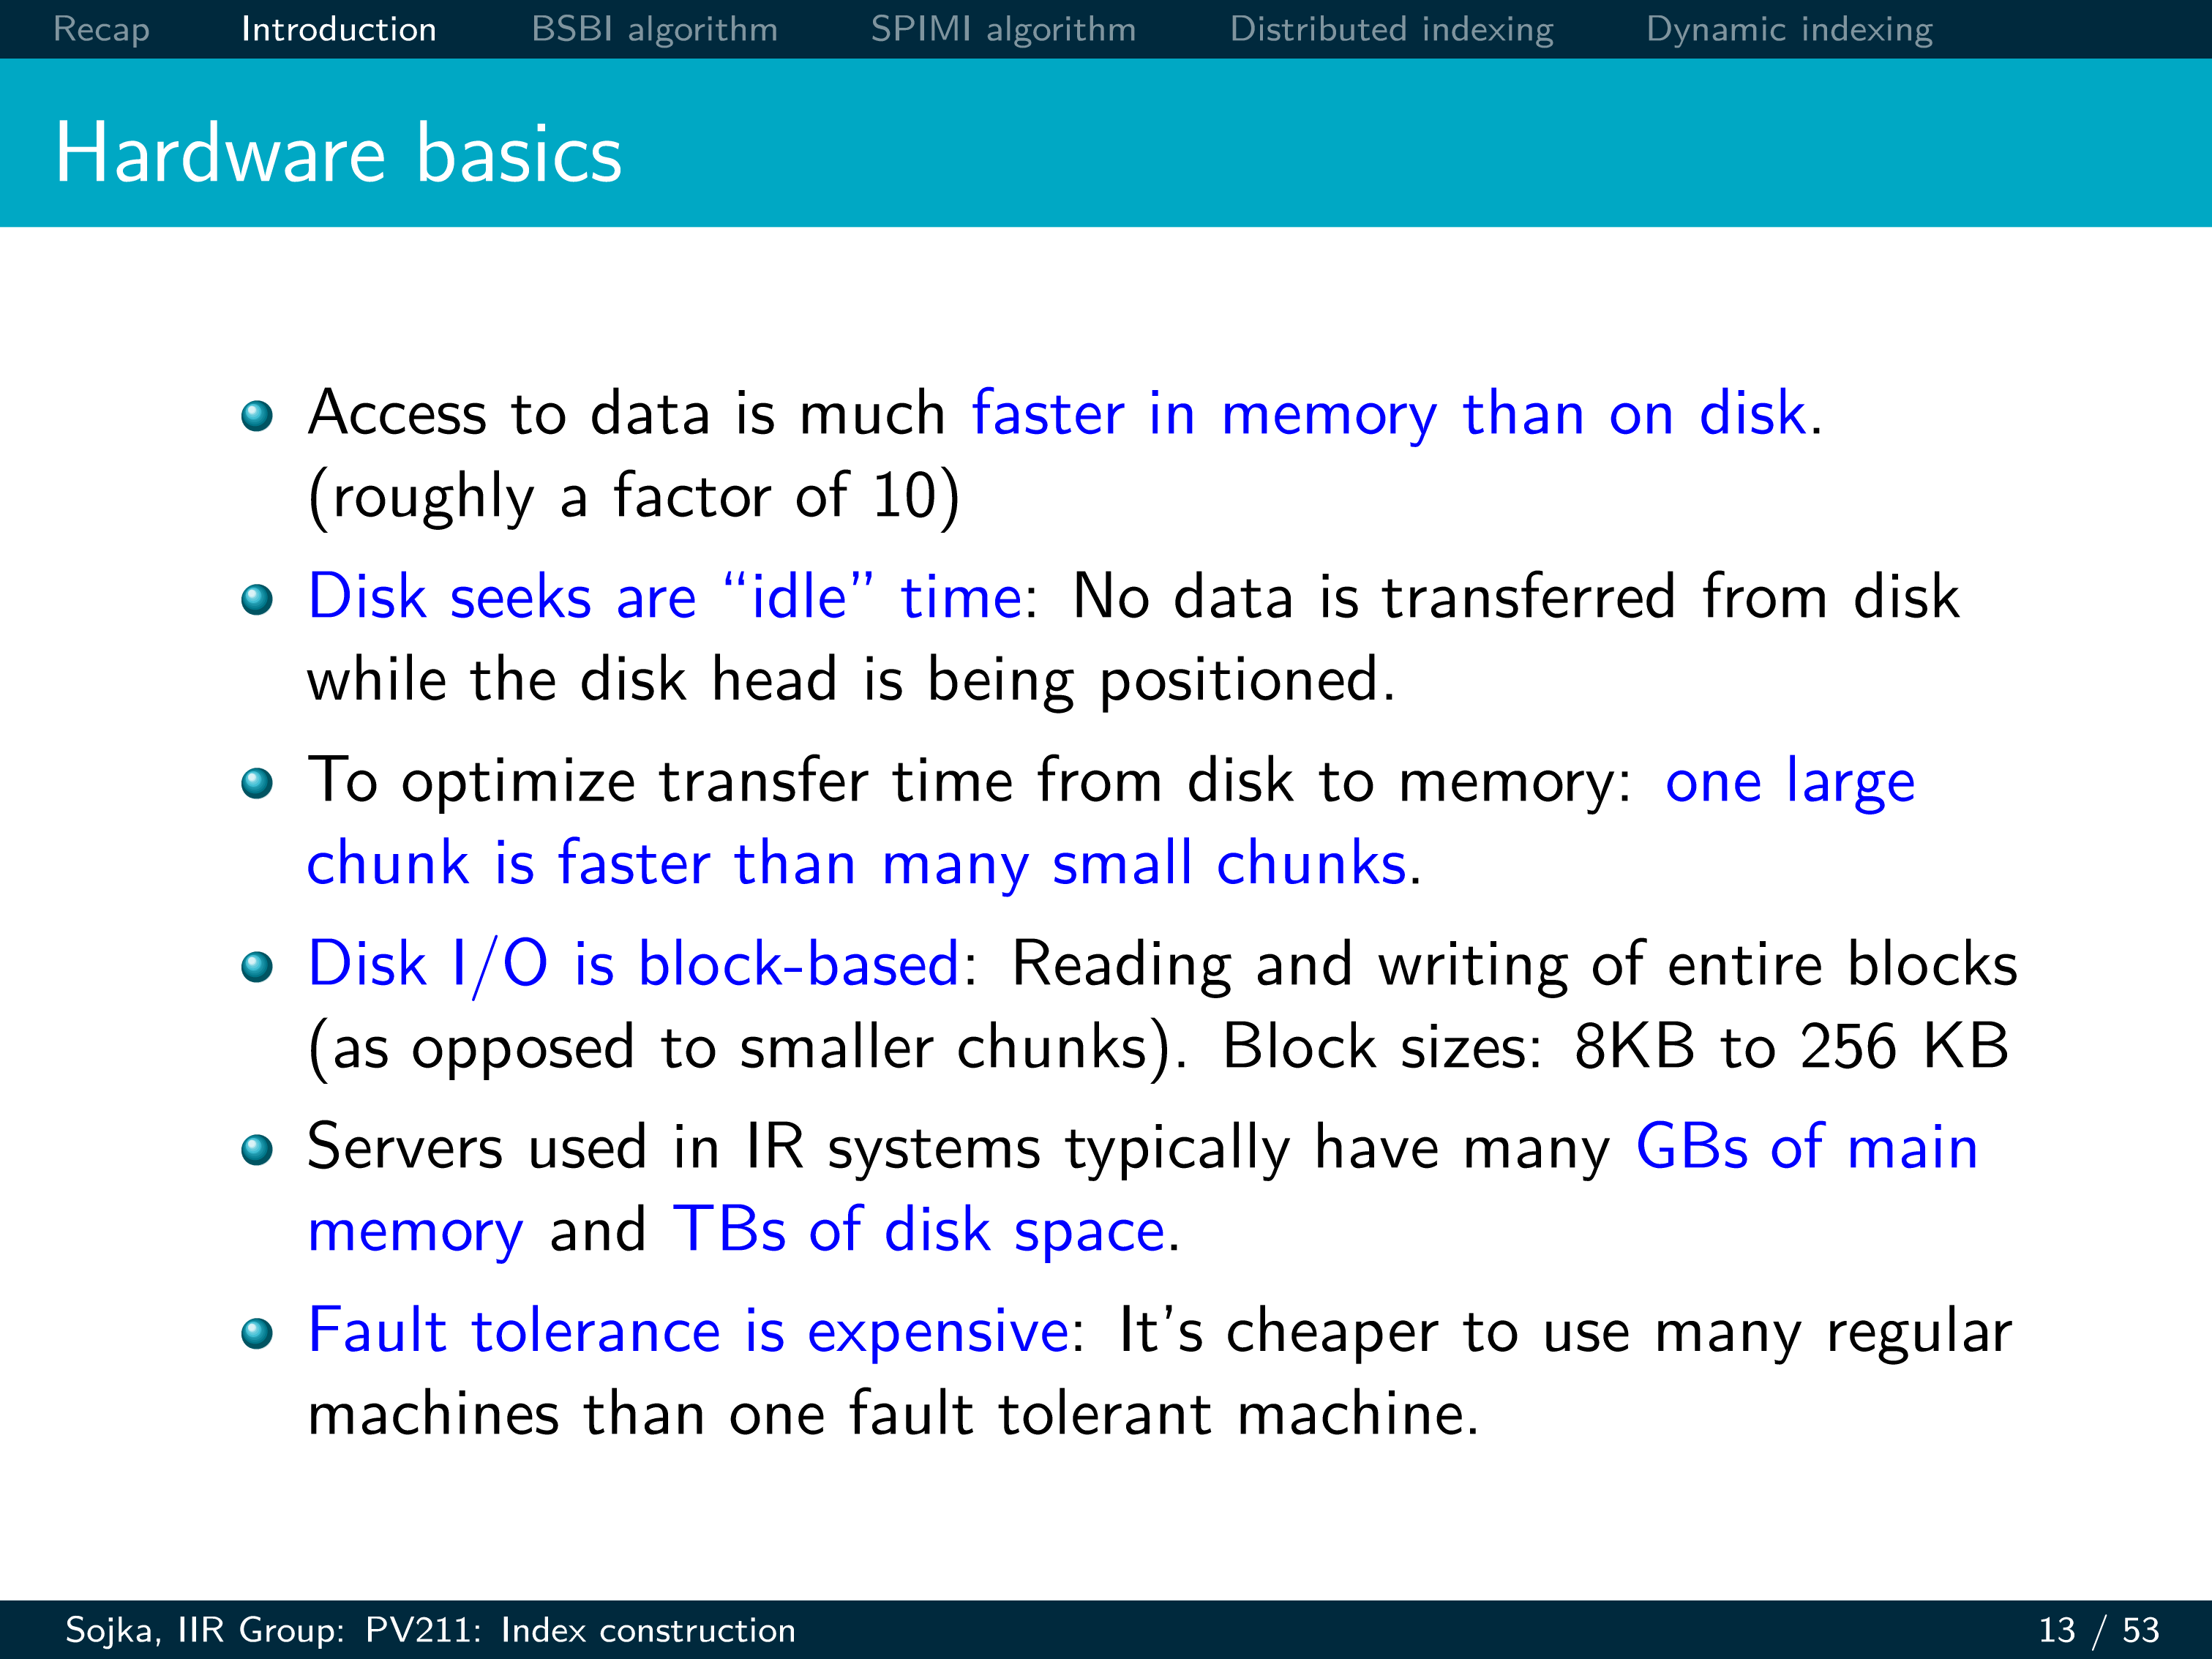 Recap Introduction BSBI algorithm SPIMI algorithm Distributed indexing Dynamic indexing
Hardware basics
Access to data is much faster in memory than on disk.
(roughly a factor of 10)
Disk seeks are “idle” time: No data is transferred from disk
while the disk head is being positioned.
To optimize transfer time from disk to memory: one large
chunk is faster than many small chunks.
Disk I/O is block-based: Reading and writing of entire blocks
(as opposed to smaller chunks). Block sizes: 8KB to 256 KB
Servers used in IR systems typically have many GBs of main
memory and TBs of disk space.
Fault tolerance is expensive: It’s cheaper to use many regular
machines than one fault tolerant machine.
Sojka, IIR Group: PV211: Index construction 13 / 53